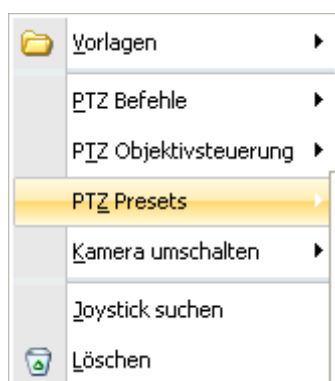 Vorlagen
PTZ Befehle
PTZ Objektivsteuerung
PTZ Presets
Kamera umschalten
Joystick suchen
Löschen